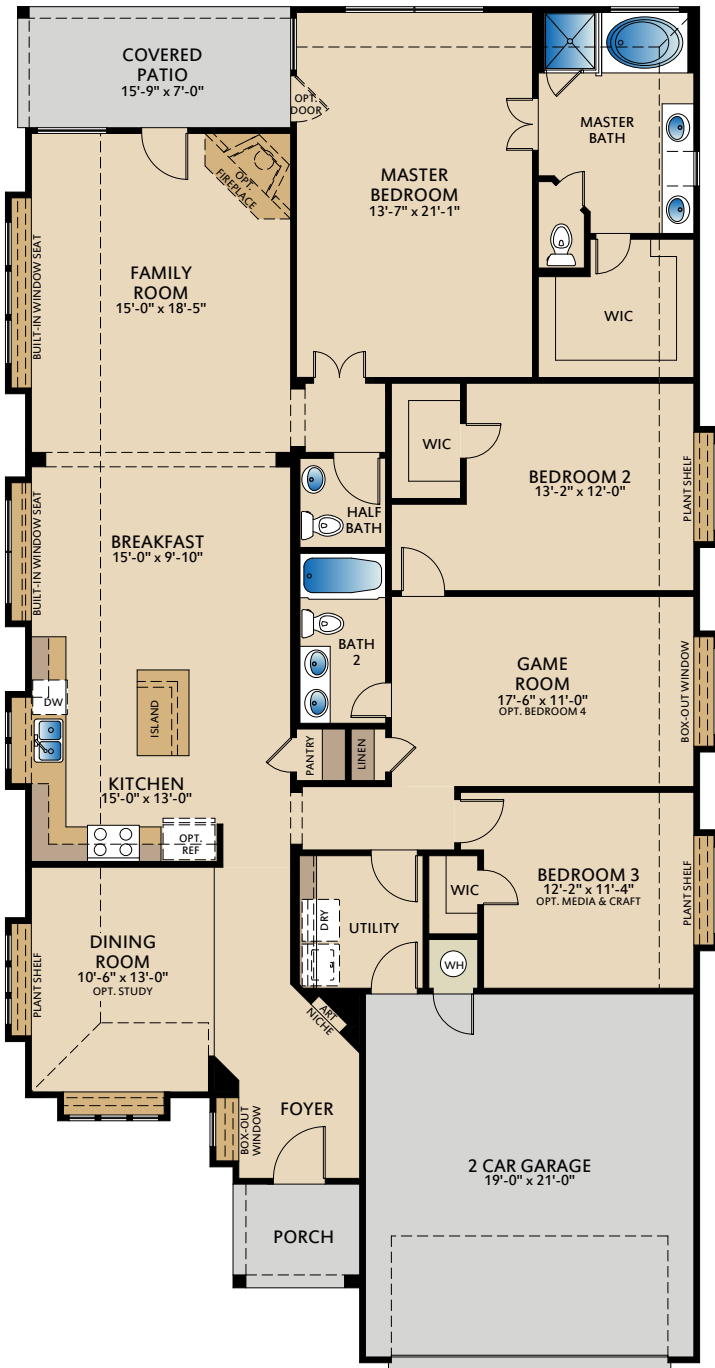 COVERED
PATIO
15'-9" x 7'-0"
OPT.
DOOR
OPT.
FIREPLACE
MASTER
BATH
MASTER
BEDROOM
13'-7" x 21'-1"
FAMILY
ROOM
15'-0" x 18'-5"
BUILT-IN WINDOW SEAT
WIC
WIC
BEDROOM 2
13'-2" x 12'-0"
PLANT SHELF
HALF
BATH
BREAKFAST
15'-0" x 9'-10"
BUILT-IN WINDOW SEAT
BATH
2
GAME
ROOM
17'-6" x 11'-0"
OPT. BEDROOM 4
BOX-OUT WINDOW
DW
ISLAND
PANTRY
LINEN
KITCHEN
15'-0" x 13'-0"
OPT.
REF
BEDROOM 3
12'-2" x 11'-4"
OPT. MEDIA & CRAFT
PLANT SHELF
WIC
DRY
UTILITY
DINING
ROOM
10'-6" x 13'-0"
OPT. STUDY
PLANT SHELF
WH
ART
NICHE
FOYER
BOX-OUT
WINDOW
2 CAR GARAGE
19'-0" x 21'-0"
PORCH